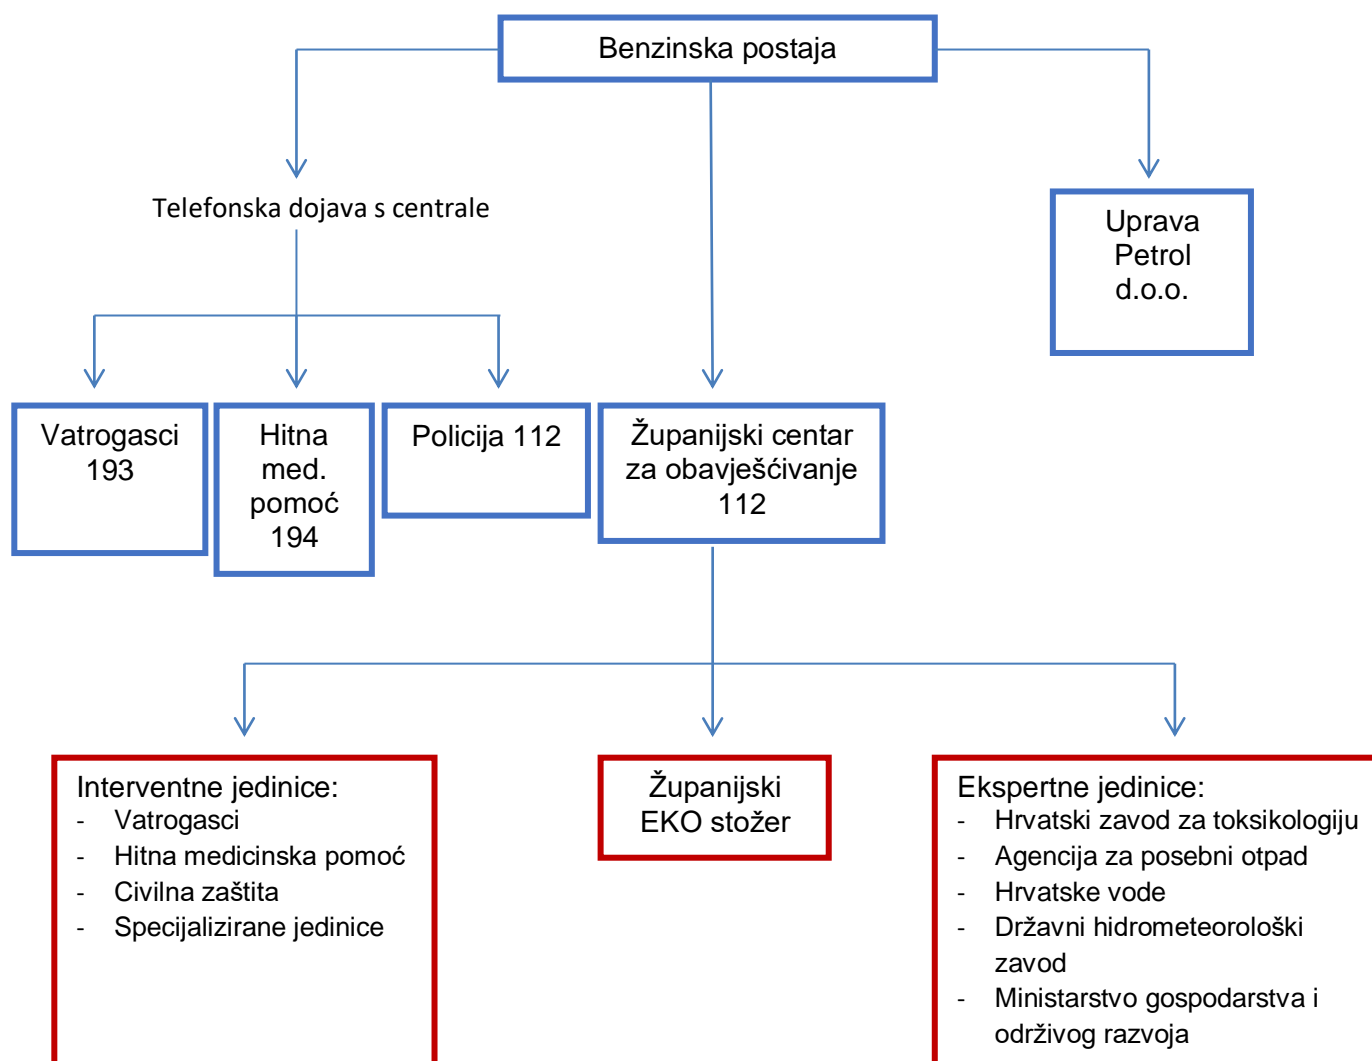 Benzinska postaja
Telefonska dojava s centrale
Uprava
Petrol
d.o.o.
Vatrogasci
193
Hitna
med.
pomoć
194
Policija 112
Županijski centar
za obavješćivanje
112
Interventne jedinice:
- Vatrogasci
- Hitna medicinska pomoć
- Civilna zaštita
- Specijalizirane jedinice
Županijski
EKO stožer
Ekspertne jedinice:
- Hrvatski zavod za toksikologiju
- Agencija za posebni otpad
- Hrvatske vode
- Državni hidrometeorološki
zavod
- Ministarstvo gospodarstva i
održivog razvoja